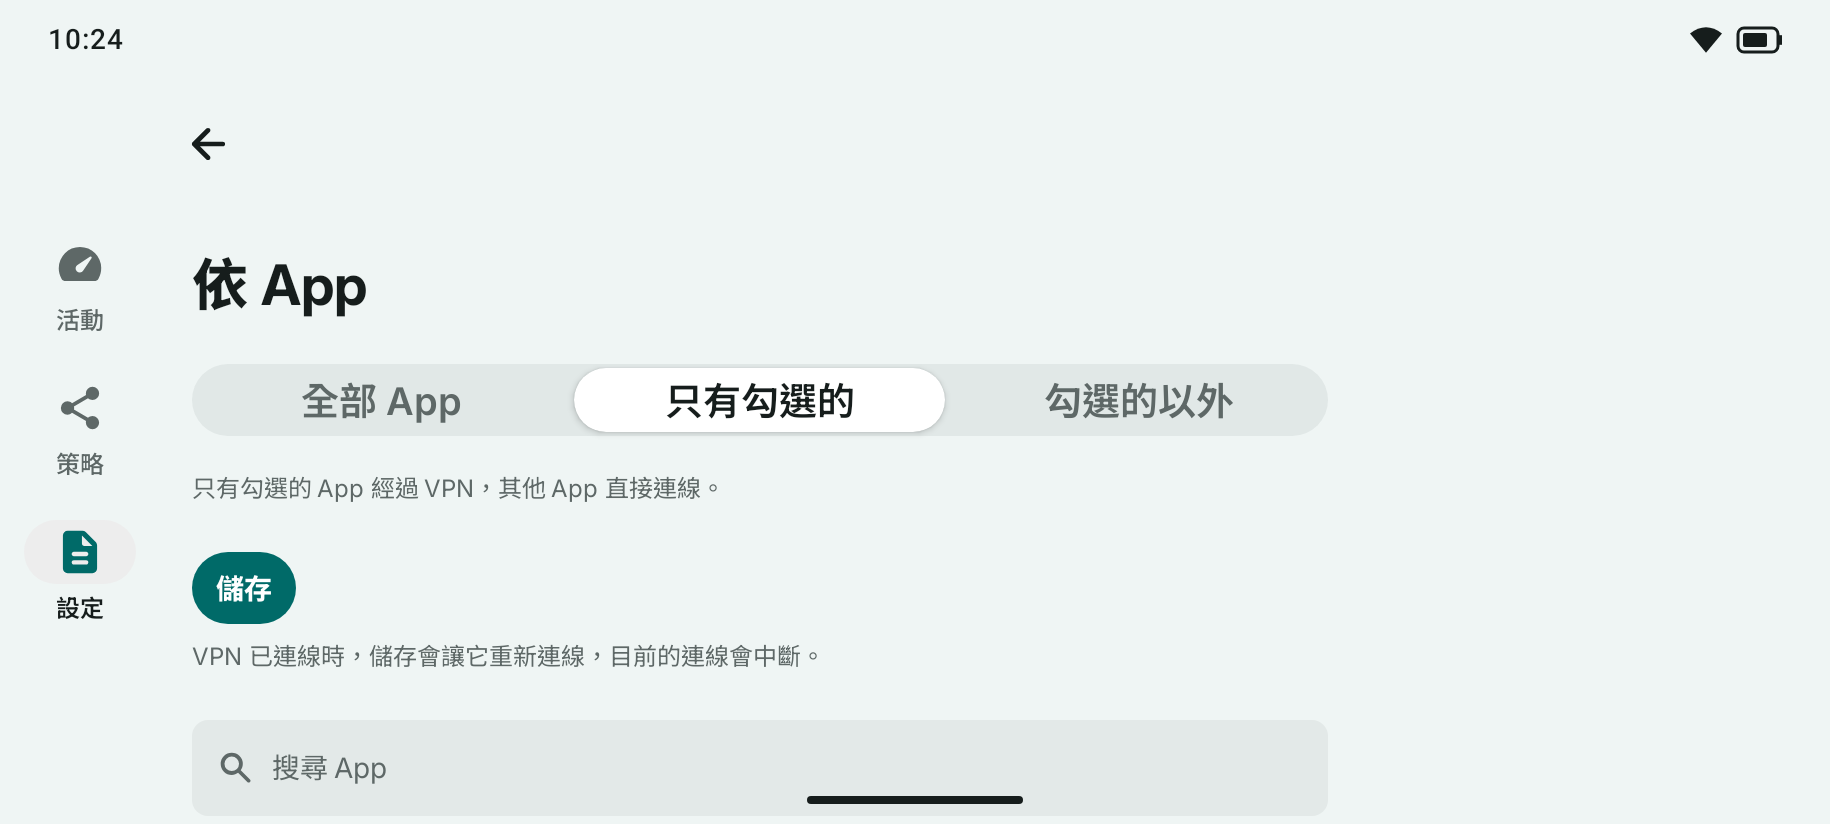 10:24
依 App
全部 App
只有勾選的
勾選的以外
只有勾選的 App 經過 VPN，其他 App 直接連線。
儲存
VPN 已連線時，儲存會讓它重新連線，目前的連線會中斷。
搜尋 App
活動
策略
設定